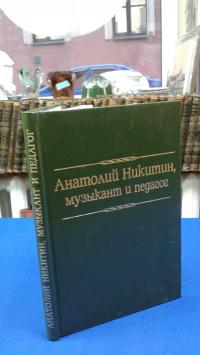 Анатолий Никитин,
музыкант и педагог
АНАТОЛИЙ НИКИТИН, МУЗЫКАНТ И ПЕДАГОГ